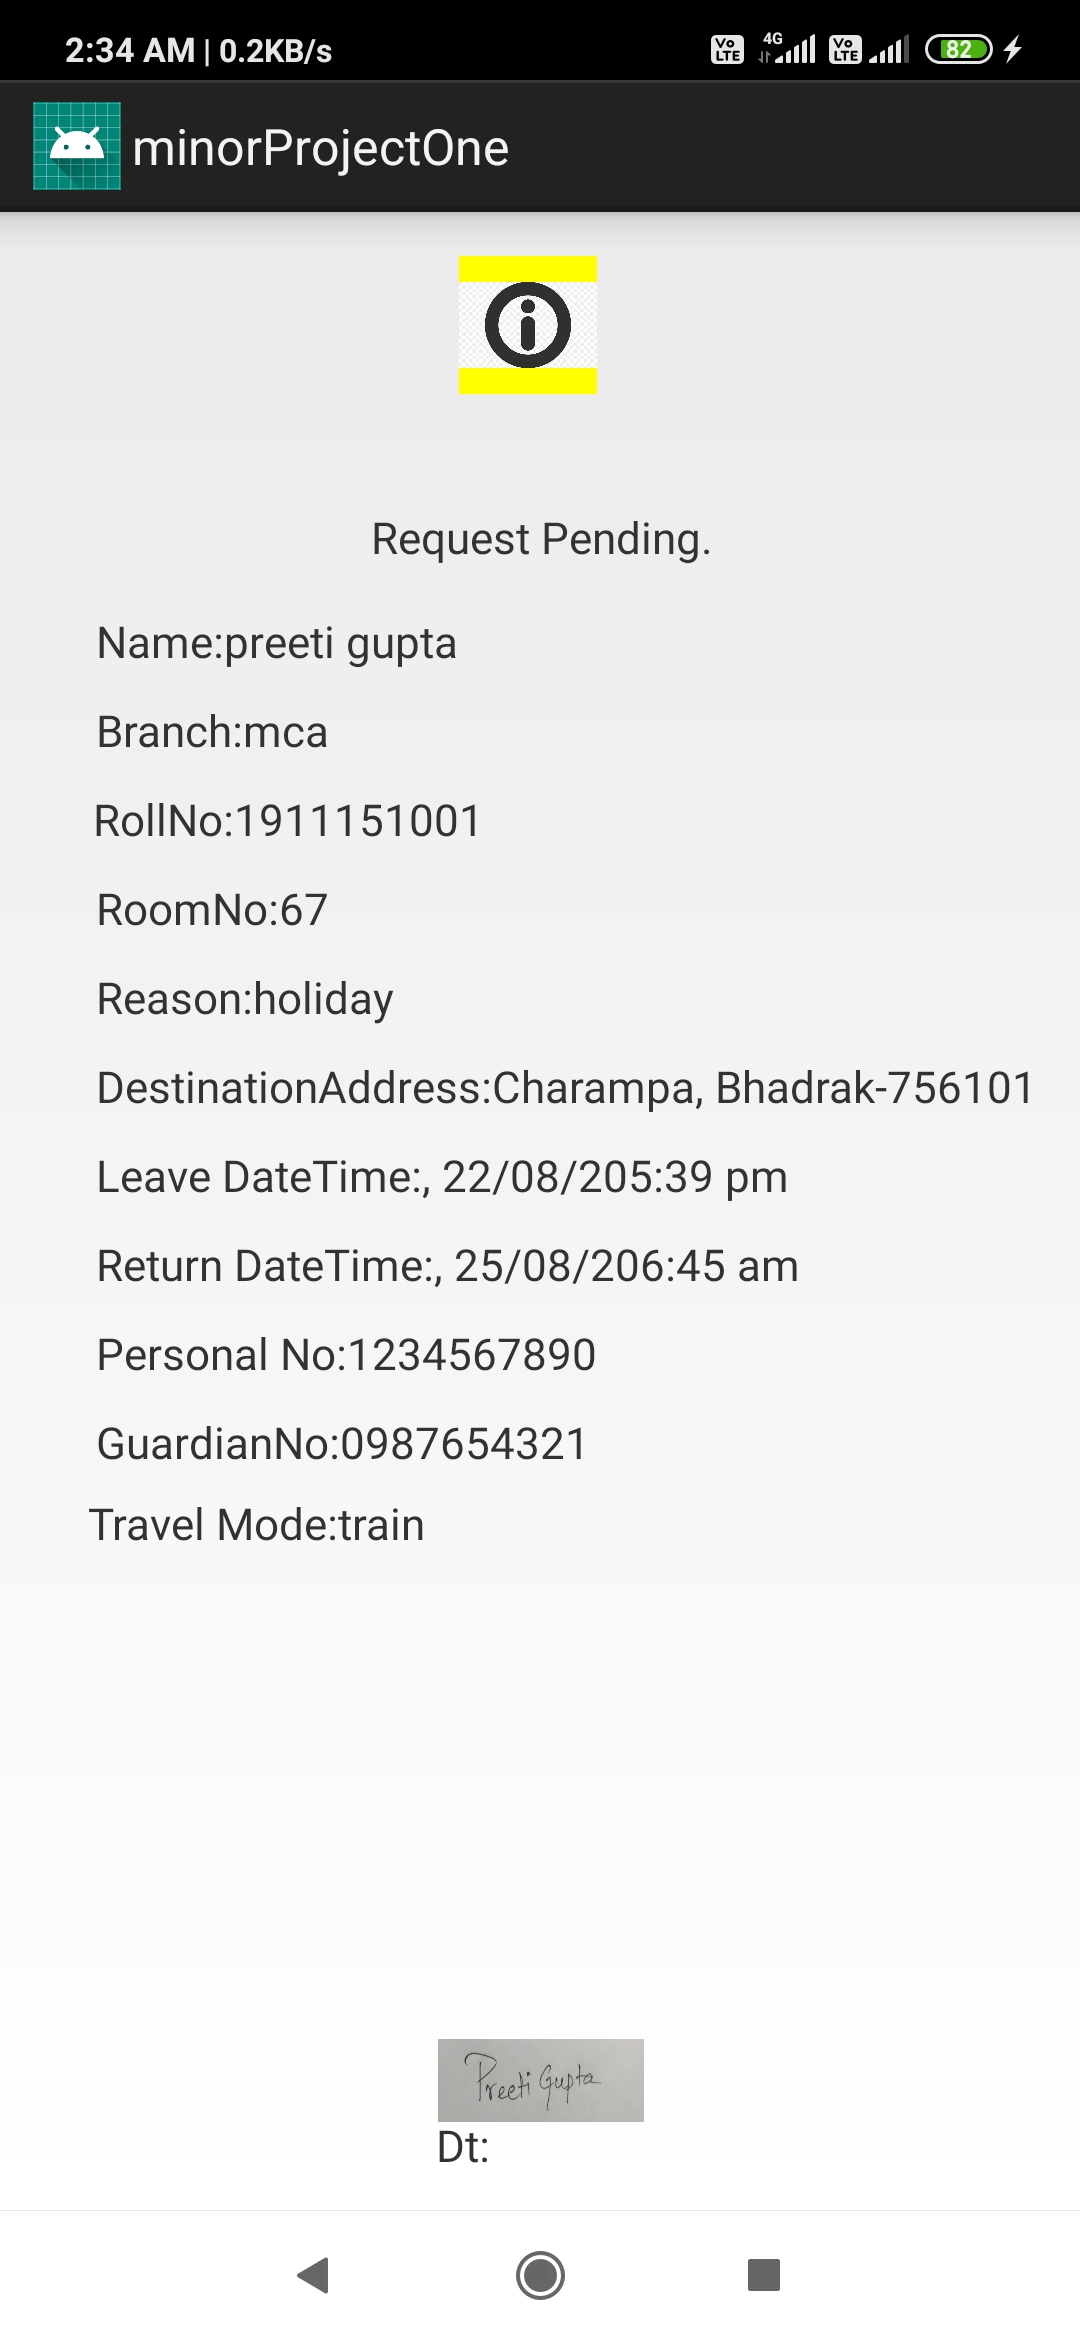 2:34 AM | 0.2KB/s Vo LTE 4G Vo LTE 82
minorProjectOne
Request Pending.
Name:preeti gupta
Branch:mca
RollNo:1911151001
RoomNo:67
Reason:holiday
DestinationAddress:Charampa, Bhadrak-756101
Leave DateTime:, 22/08/205:39 pm
Return DateTime:, 25/08/206:45 am
Personal No:1234567890
GuardianNo:0987654321
Travel Mode:train
Preeti Gupta
Dt: